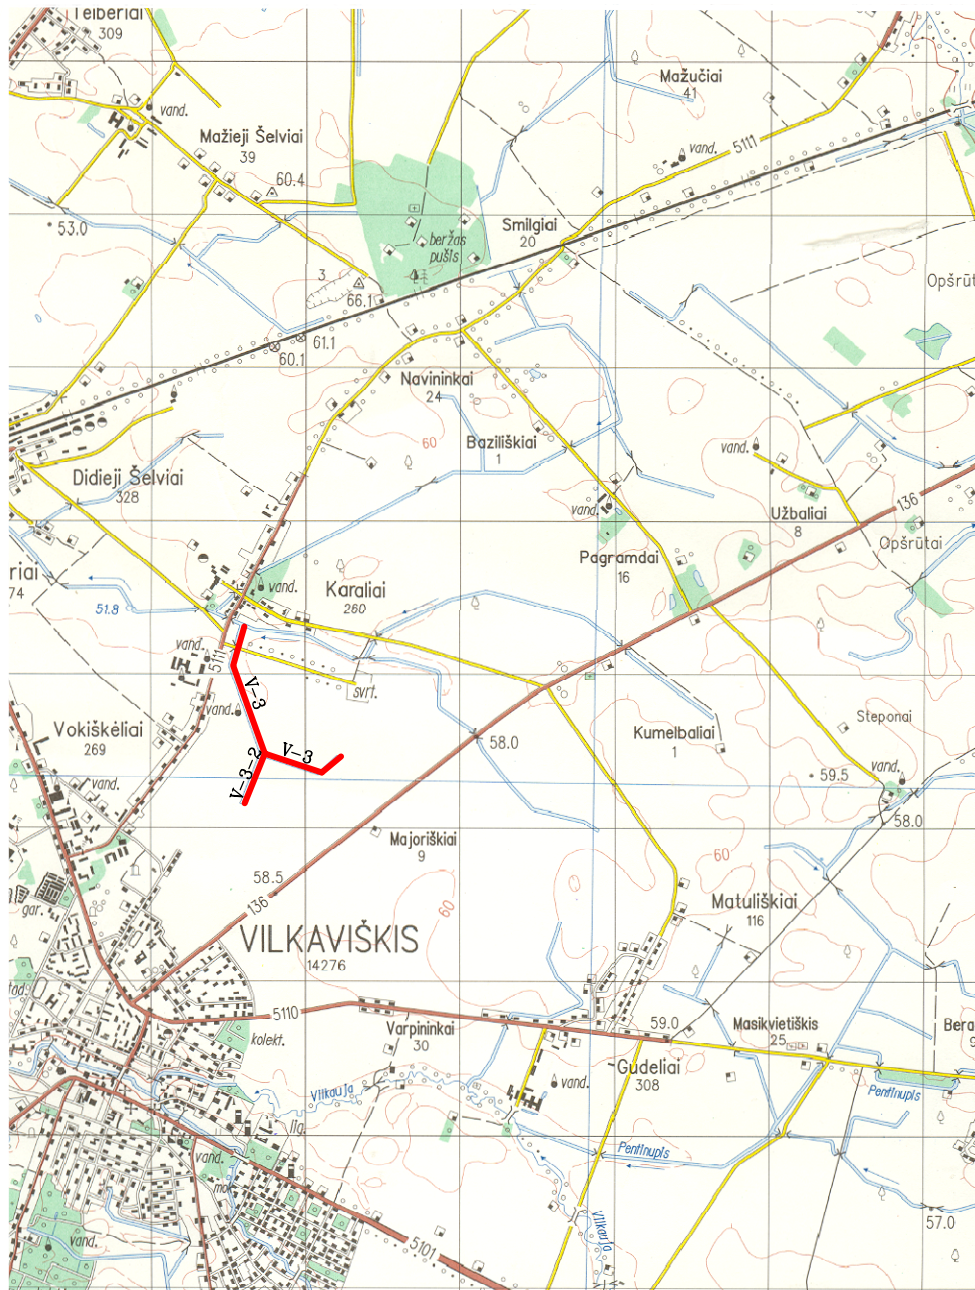 Teiberiai
309
Mažučiai
41
vand.
Mažieji Šelviai
39
vand.
5111
60.4
53.0
Smilgiai
20
beržas
pušis
3
66.1
Opšrūt
61.1
60.1
Navininkai
24
60
Baziliškiai
1
vand.
Didieji Šelviai
328
136
vand.
Užbaliai
8
Opšrūtai
Pagramdai
16
riai
74
vand.
Karaliai
260
51.8
vand.
5111
svrt.
V-3
vand.
Steponai
Vokiškėliai
269
Kumelbaliai
1
58.0
V-3
V-3-2
vand.
59.5
vand.
58.0
Majoriškiai
9
60
58.5
136
60
Matuliškiai
116
gar.
VILKAVIŠKIS
14276
tad.
5110
59.0
Masikvietiškis
25
Bera
9
kolekt.
Varpininkai
30
Gudeliai
308
vand.
Vilkauja
Pentinupis
lig.
Pentinupis
vand.
mok
Vilkauja
57.0
vand.
5101